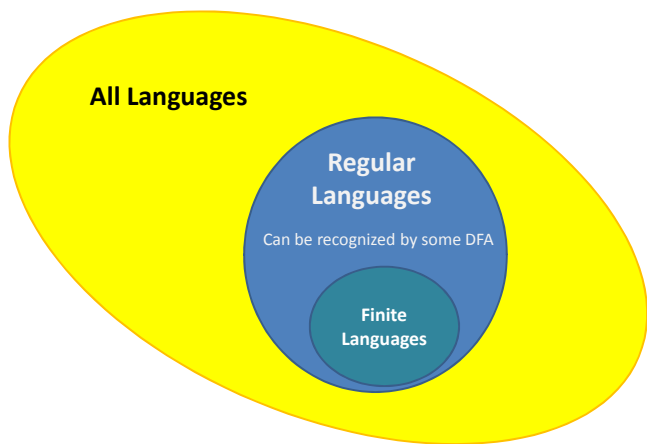 All Languages
Regular
Languages
Can be recognized by some DFA
Finite
Languages